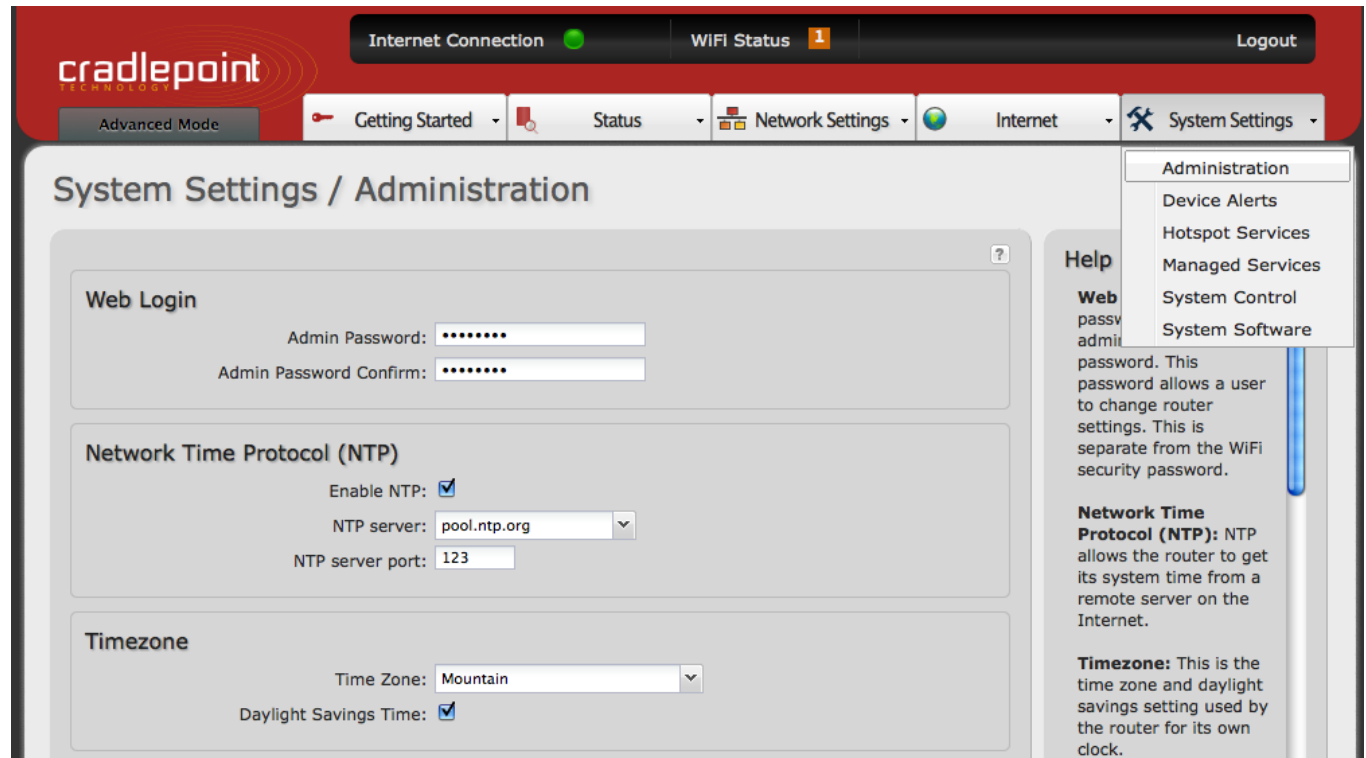 Internet Connection
WiFi Status 1
Logout
cradlepoint
TECHNOLOGY
Advanced Mode
Getting Started
Status
Network Settings
Internet
System Settings
Administration
Device Alerts
Hotspot Services
Managed Services
System Control
System Software
System Settings / Administration
?
Web Login
Admin Password: ••••••••
Admin Password Confirm: ••••••••
Network Time Protocol (NTP)
Enable NTP:
NTP server: pool.ntp.org
NTP server port: 123
Timezone
Time Zone: Mountain
Daylight Savings Time:
Help
Web
password. This
password allows a user
to change router
settings. This is
separate from the WiFi
security password.
Network Time
Protocol (NTP): NTP
allows the router to get
its system time from a
remote server on the
Internet.
Timezone: This is the
time zone and daylight
savings setting used by
the router for its own
clock.